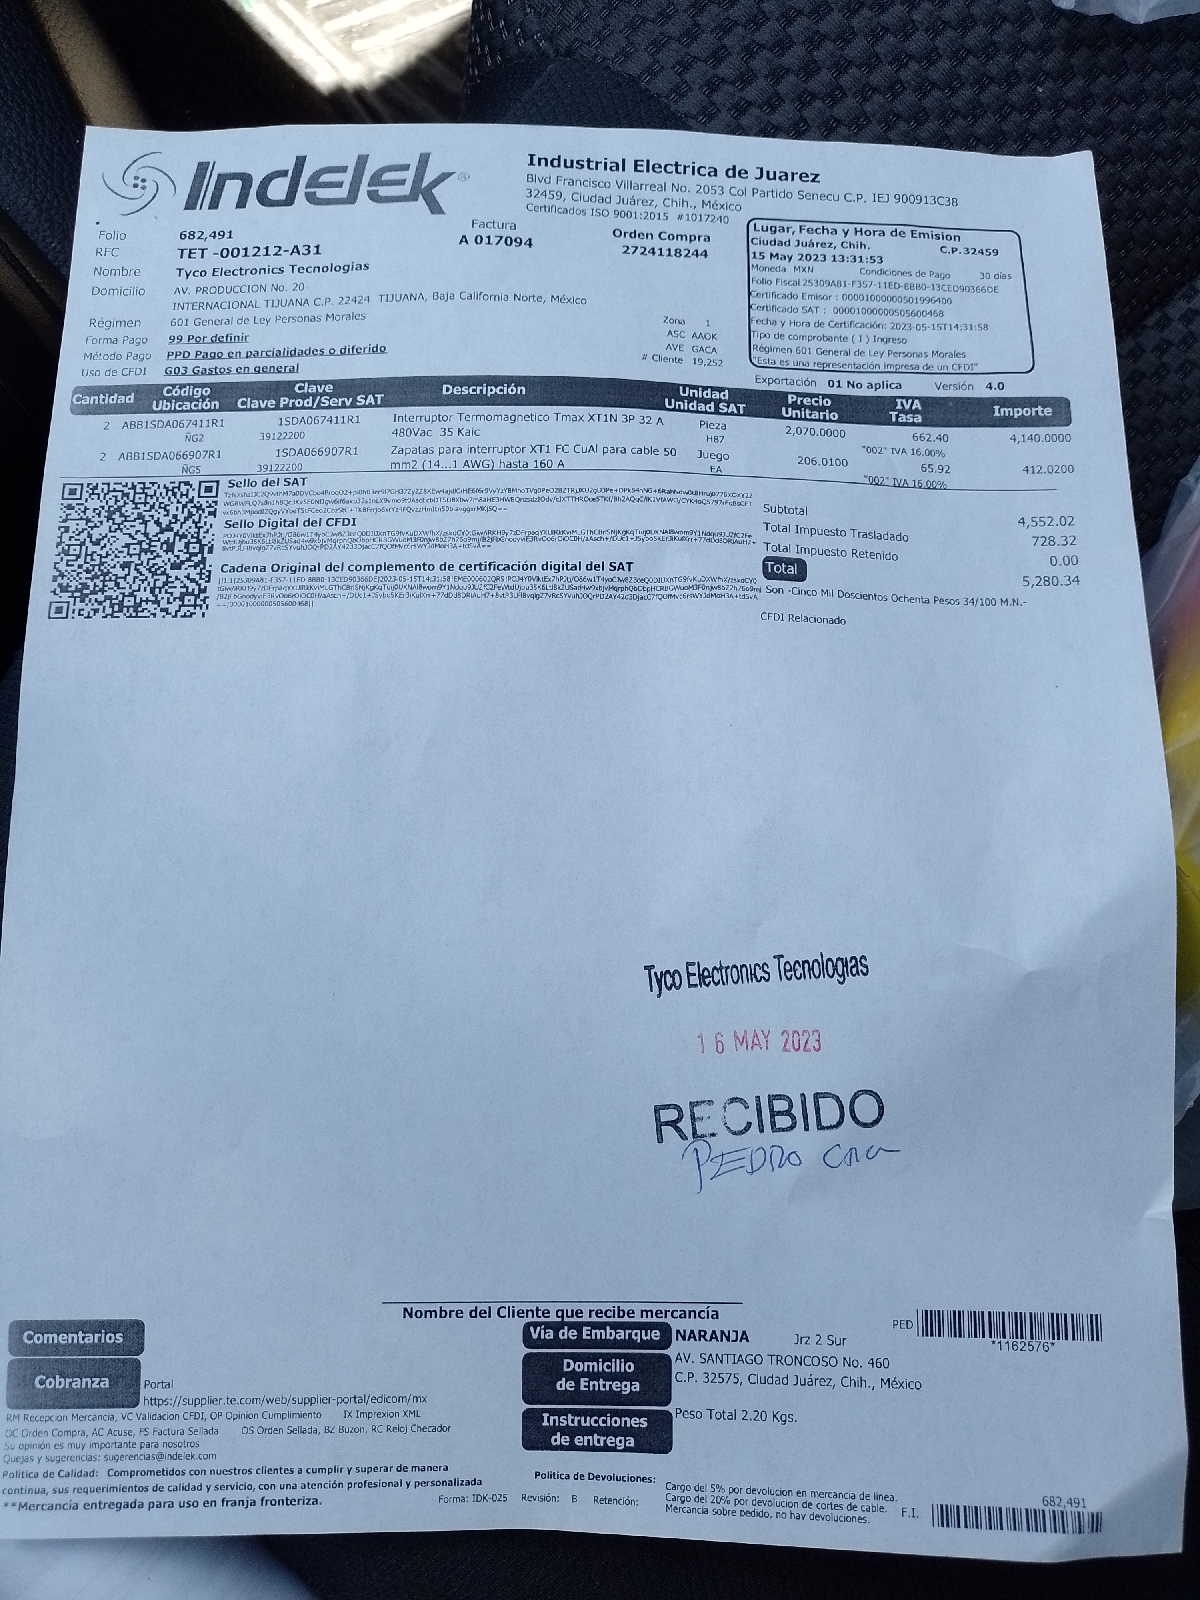 Indelek®
Industrial Electrica de Juarez
Blvd Francisco Villarreal No. 2053 Col Partido Senecu C.P. IEJ 900913C3B
32459, Ciudad Juárez, Chih., México
Certificados ISO 9001:2015 #1017240
Folio 682,491
Factura
A 017094
Orden Compra
2724118244
RFC TET -001212-A31
Nombre Tyco Electronics Tecnologias
Domicilio AV. PRODUCCION No. 20
INTERNACIONAL TIJUANA C.P. 22424 TIJUANA, Baja California Norte, México
Régimen 601 General de Ley Personas Morales
Forma Pago 99 Por definir
Método Pago PPD Pago en parcialidades o diferido
Uso de CFDI G03 Gastos en general
Zona 1
ASC AAOK
AVE GACA
# Cliente 19,252
Lugar, Fecha y Hora de Emision
Ciudad Juárez, Chih. C.P.32459
15 May 2023 13:31:53
Moneda MXN Condiciones de Pago 30 dias
Folio Fiscal 25309A81-F357-11ED-8BB0-13CED90366DE
Certificado Emisor : 00001000000501996400
Certificado SAT : 00001000000505600468
Fecha y Hora de Certificación: 2023-05-15T14:31:58
Tipo de comprobante ( I ) Ingreso
Régimen 601 General de Ley Personas Morales
"Esta es una representación impresa de un CFDI"
Exportación 01 No aplica Versión 4.0
Cantidad Código Ubicación Clave Clave Prod/Serv SAT Descripción Unidad Unidad SAT Precio Unitario IVA Tasa Importe
2 ABB1SDA067411R1 1SDA067411R1 Interruptor Termomagnetico Tmax XT1N 3P 32 A Pieza 2,070.0000 662.40 4,140.0000
ÑG2 39122200 480Vac 35 Kaic H87 "002" IVA 16.00%
2 ABB1SDA066907R1 1SDA066907R1 Zapatas para interruptor XT1 FC CuAl para cable 50 Juego 206.0100 65.92 412.0200
ÑG5 39122200 mm2 (14...1 AWG) hasta 160 A EA "002" IVA 16.00%
Sello del SAT
Sello Digital del CFDI
Cadena Original del complemento de certificación digital del SAT
Subtotal 4,552.02
Total Impuesto Trasladado 728.32
Total Impuesto Retenido 0.00
Total 5,280.34
Son -Cinco Mil Doscientos Ochenta Pesos 34/100 M.N.-
CFDI Relacionado
Tyco Electronics Tecnologias
16 MAY 2023
RECIBIDO
PEDRO
Nombre del Cliente que recibe mercancía
Comentarios
Cobranza Portal
https://supplier.te.com/web/supplier-portal/edicom/mx
RM Recepcion Mercancia, VC Validacion CFDI, OP Opinion Cumplimiento IX Impresion XML
OC Orden Compra, AC Acuse, FS Factura Sellada OS Orden Sellada, BZ Buzon, RC Reloj Checador
Su opinión es muy importante para nosotros
Quejas y sugerencias: sugerencias@indelek.com
Politica de Calidad: Comprometidos con nuestros clientes a cumplir y superar de manera
continua, sus requerimientos de calidad y servicio, con una atención profesional y personalizada
**Mercancía entregada para uso en franja fronteriza.
Vía de Embarque NARANJA Jrz 2 Sur
Domicilio de Entrega AV. SANTIAGO TRONCOSO No. 460
C.P. 32575, Ciudad Juárez, Chih., México
Instrucciones de entrega Peso Total 2.20 Kgs.
PED
*1162576*
Forma: IDK-025 Revisión: B Retención:
Politica de Devoluciones: Cargo del 5% por devolucion en mercancia de linea.
Cargo del 20% por devolucion de cortes de cable.
Mercancia sobre pedido, no hay devoluciones.
F.I. 682,491